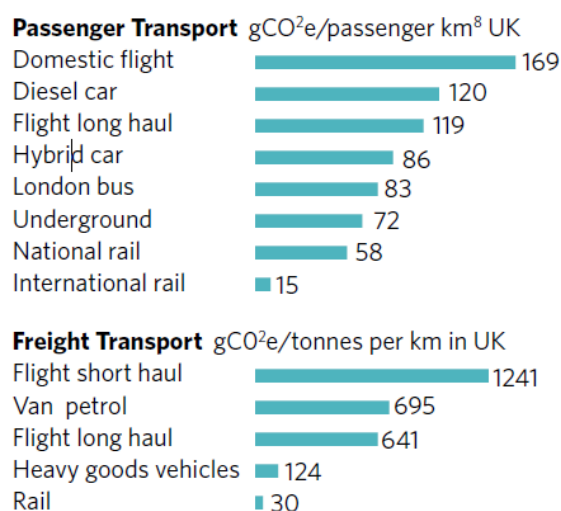 Passenger Transport gCO²e/passenger km⁸ UK
Domestic flight 169
Diesel car 120
Flight long haul 119
Hybrid car 86
London bus 83
Underground 72
National rail 58
International rail 15
Freight Transport gC0²e/tonnes per km in UK
Flight short haul 1241
Van petrol 695
Flight long haul 641
Heavy goods vehicles 124
Rail 30